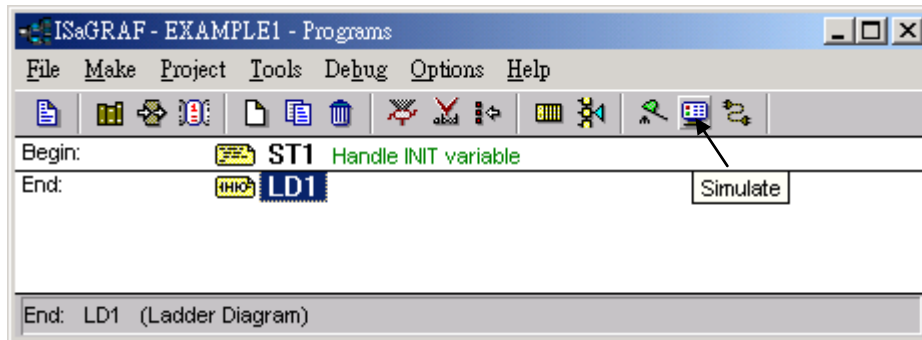 ISaGRAF - EXAMPLE1 - Programs
File Make Project Tools Debug Options Help
Begin: ST1 Handle INIT variable
End: LD1
Simulate
End: LD1 (Ladder Diagram)